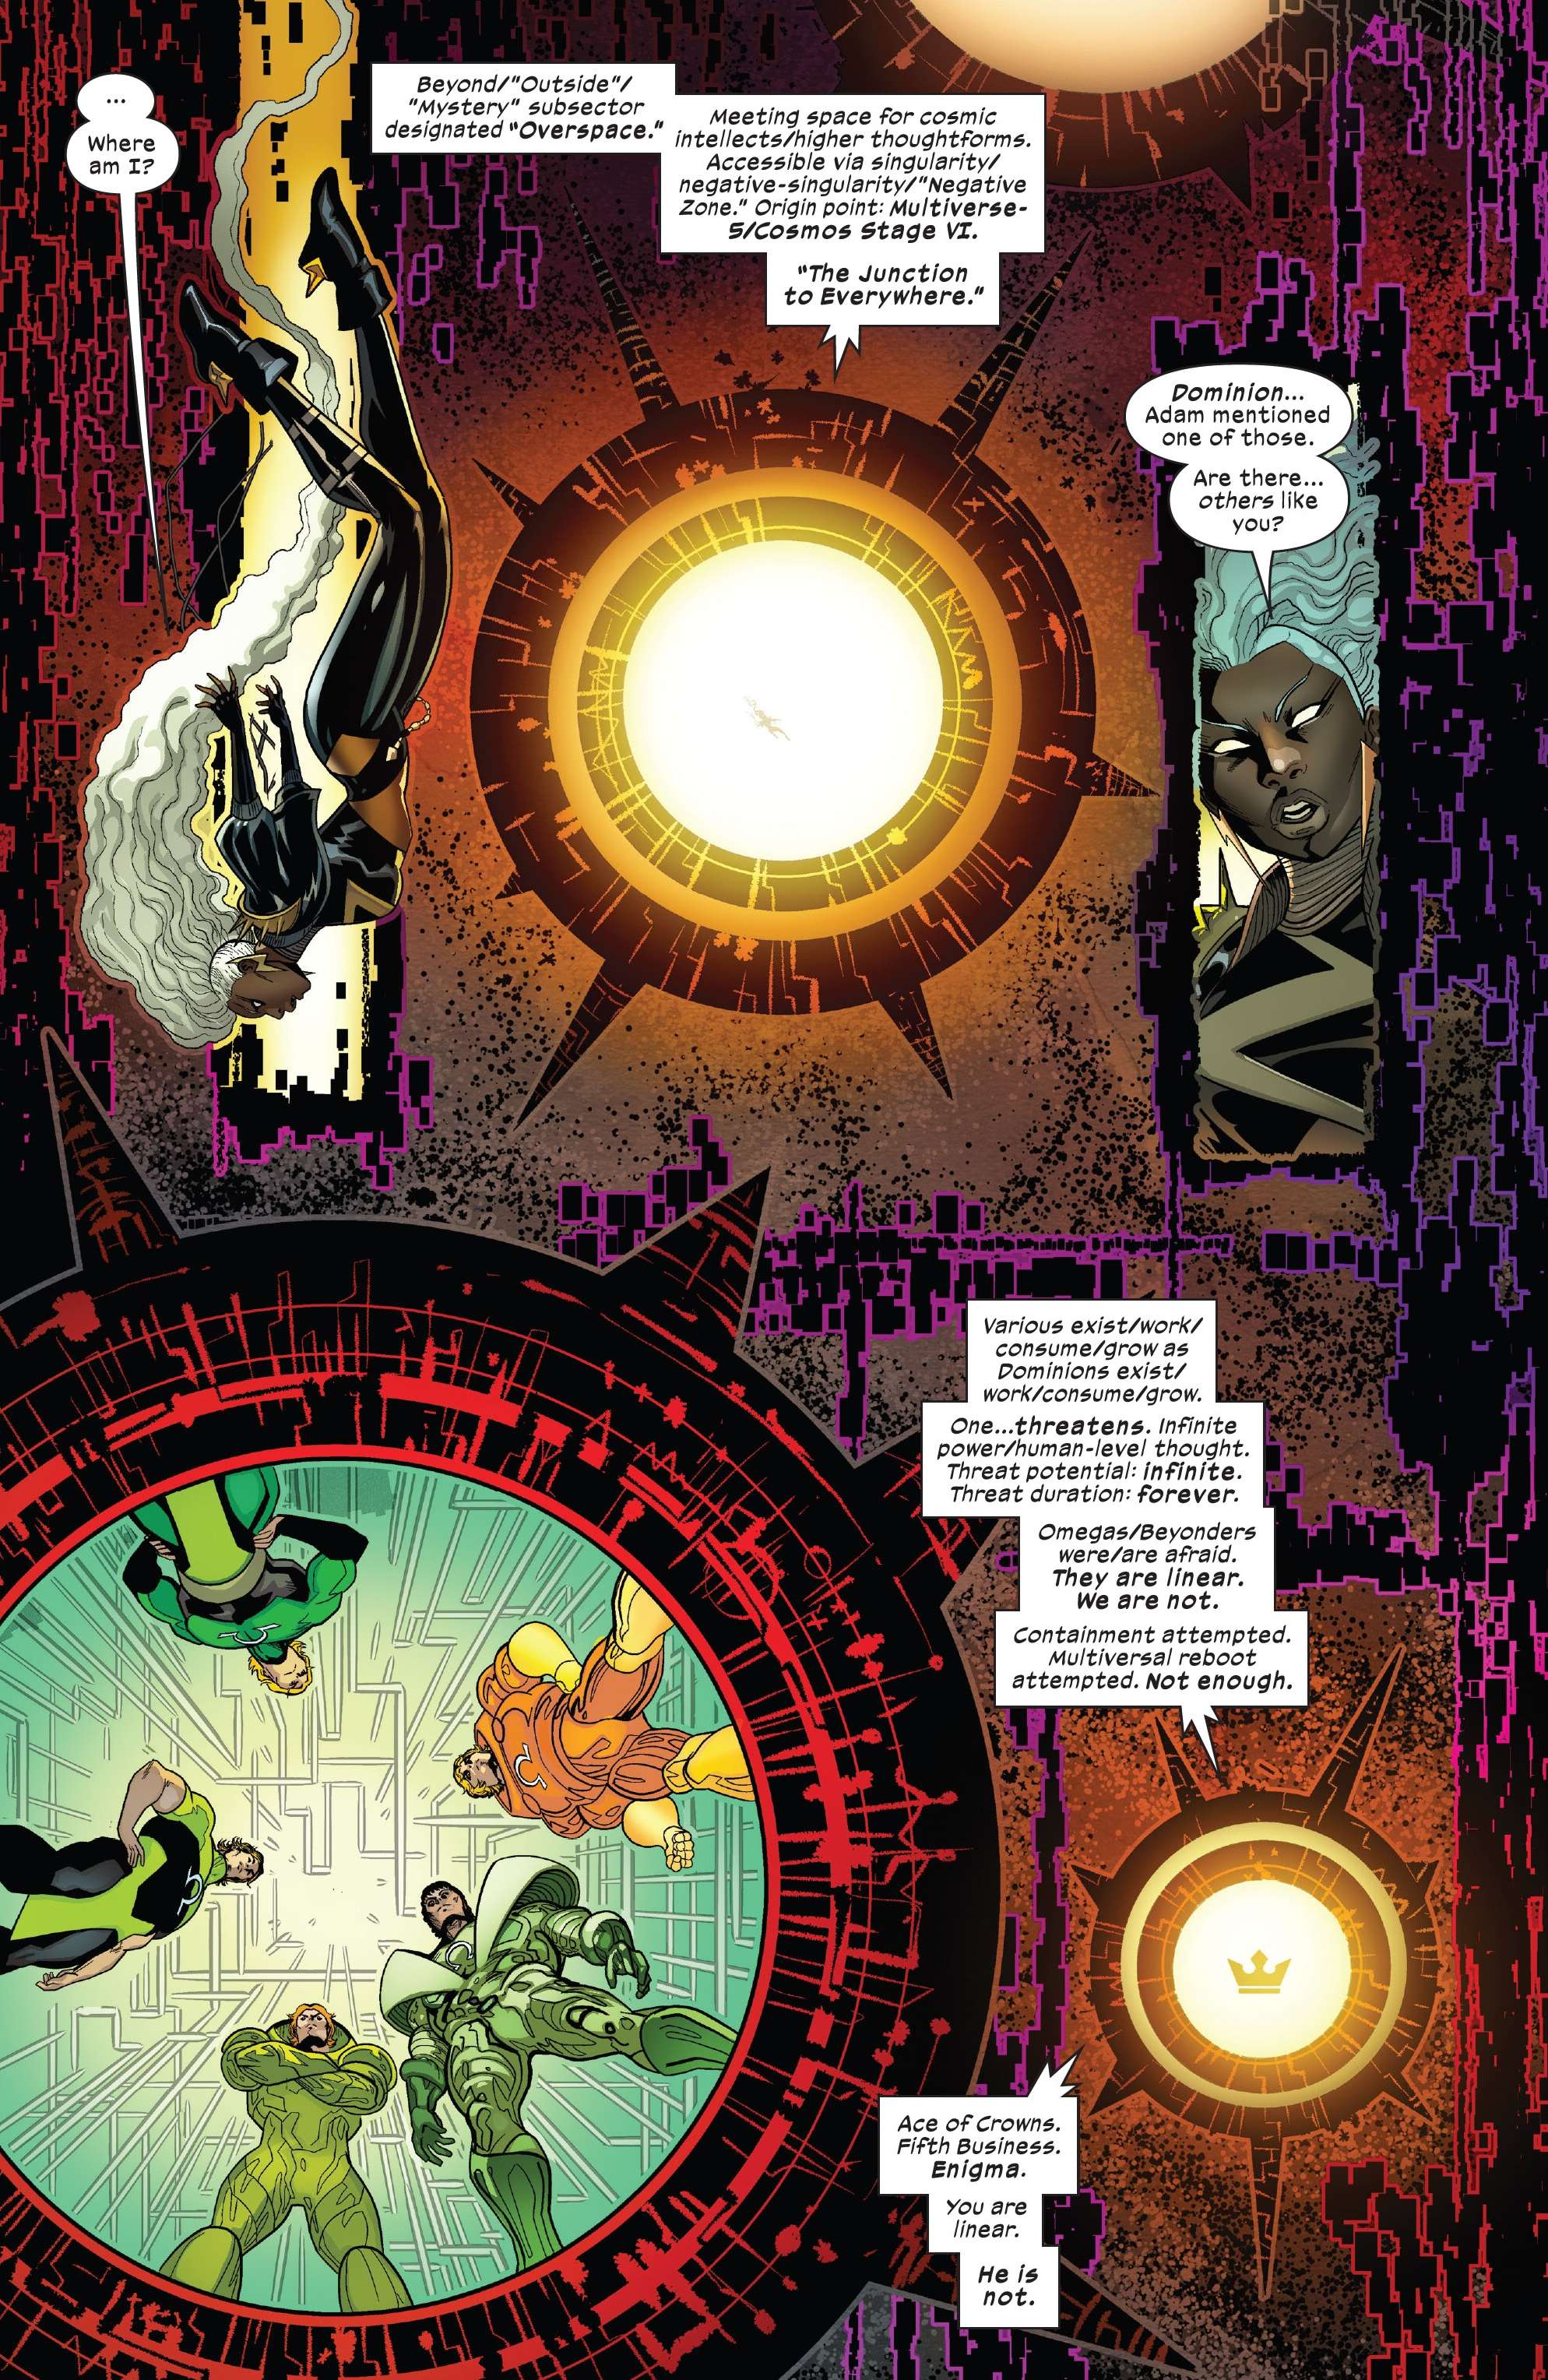 ...
Where
am I?
Beyond/"Outside"/
"Mystery" subsector
designated "Overspace."
Meeting space for cosmic
intellects/higher thoughtforms.
Accessible via singularity/
negative-singularity/"Negative
Zone." Origin point: Multiverse-
5/Cosmos Stage VI.
"The Junction
to Everywhere."
Dominion...
Adam mentioned
one of those.
Are there...
others like
you?
Various exist/work/
consume/grow as
Dominions exist/
work/consume/grow.
One...threatens. Infinite
power/human-level thought.
Threat potential: infinite.
Threat duration: forever.
Omegas/Beyonders
were/are afraid.
They are linear.
We are not.
Containment attempted.
Multiversal reboot
attempted. Not enough.
Ace of Crowns.
Fifth Business.
Enigma.
You are
linear.
He is
not.